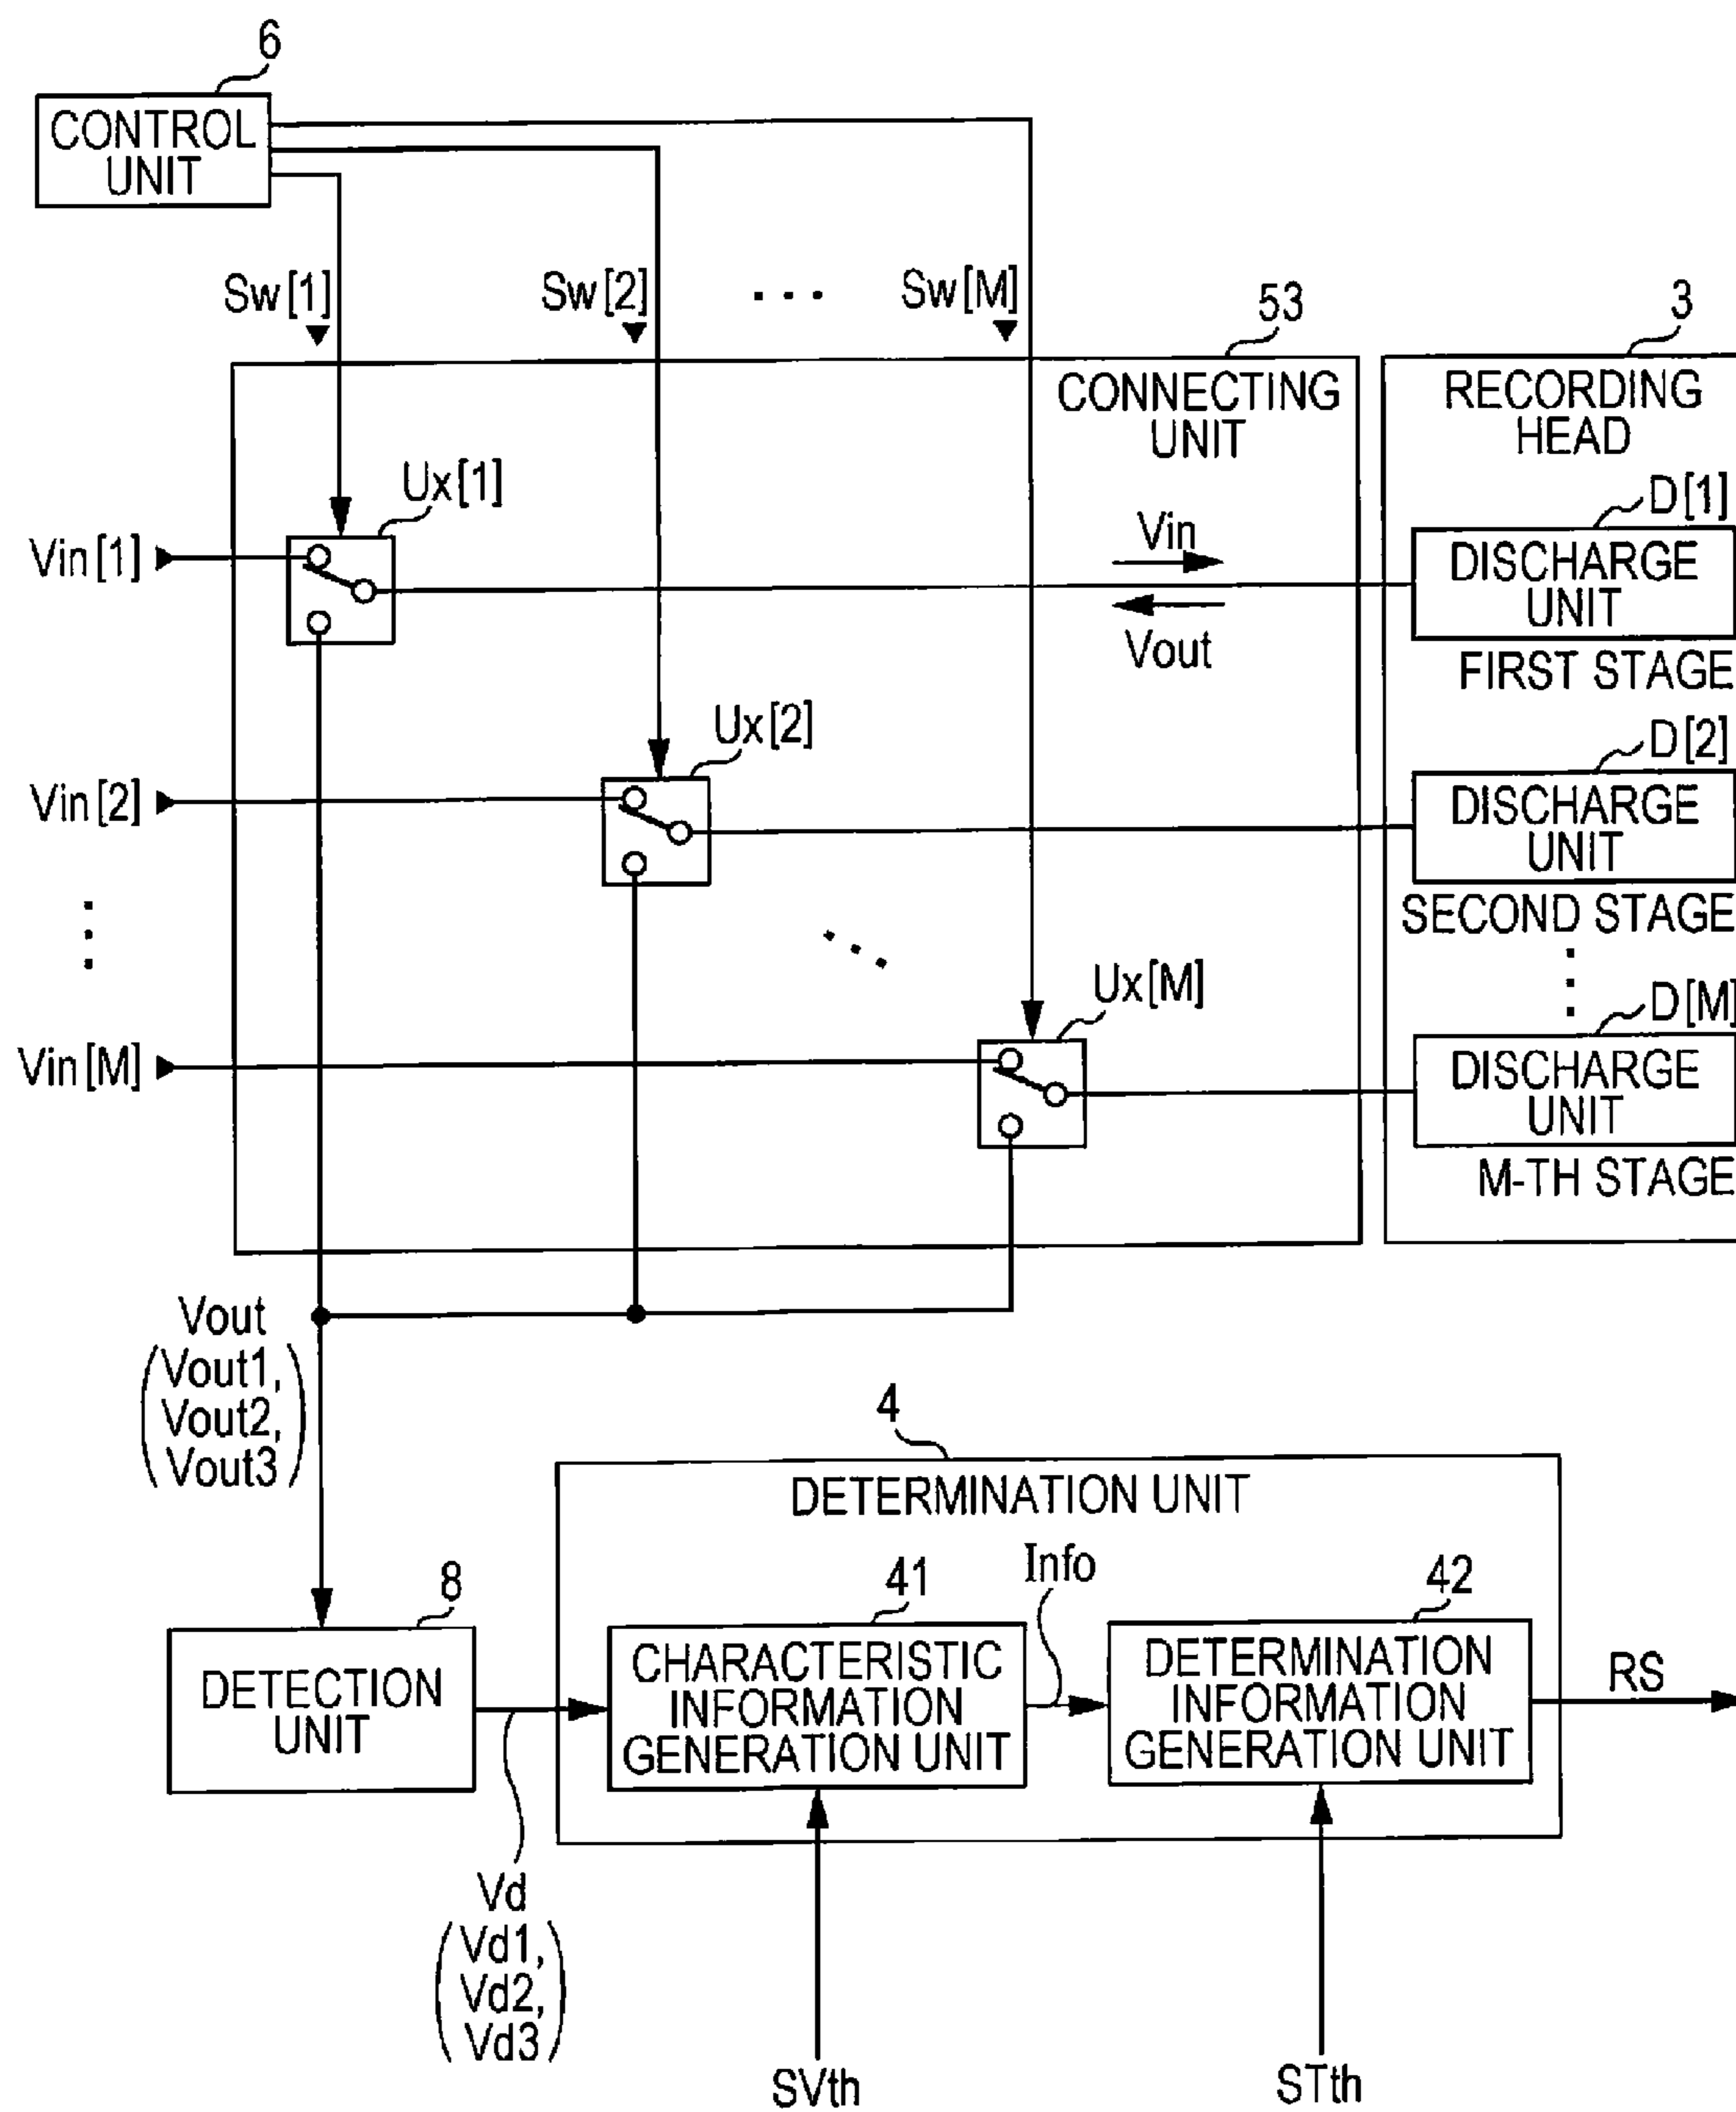 6
CONTROL
UNIT
Sw[1]
Sw[2]
...
Sw[M]
53
3
CONNECTING
UNIT
RECORDING
HEAD
Ux[1]
D[1]
Vin[1]
Vin
DISCHARGE
UNIT
Vout
FIRST STAGE
Ux[2]
D[2]
Vin[2]
DISCHARGE
UNIT
SECOND STAGE
Ux[M]
D[M]
Vin[M]
DISCHARGE
UNIT
M-TH STAGE
Vout
(Vout1,
Vout2,
Vout3)
4
DETERMINATION UNIT
8
41
Info
42
DETECTION
UNIT
CHARACTERISTIC
INFORMATION
GENERATION UNIT
DETERMINATION
INFORMATION
GENERATION UNIT
RS
Vd
(Vd1,
Vd2,
Vd3)
SVth
STth